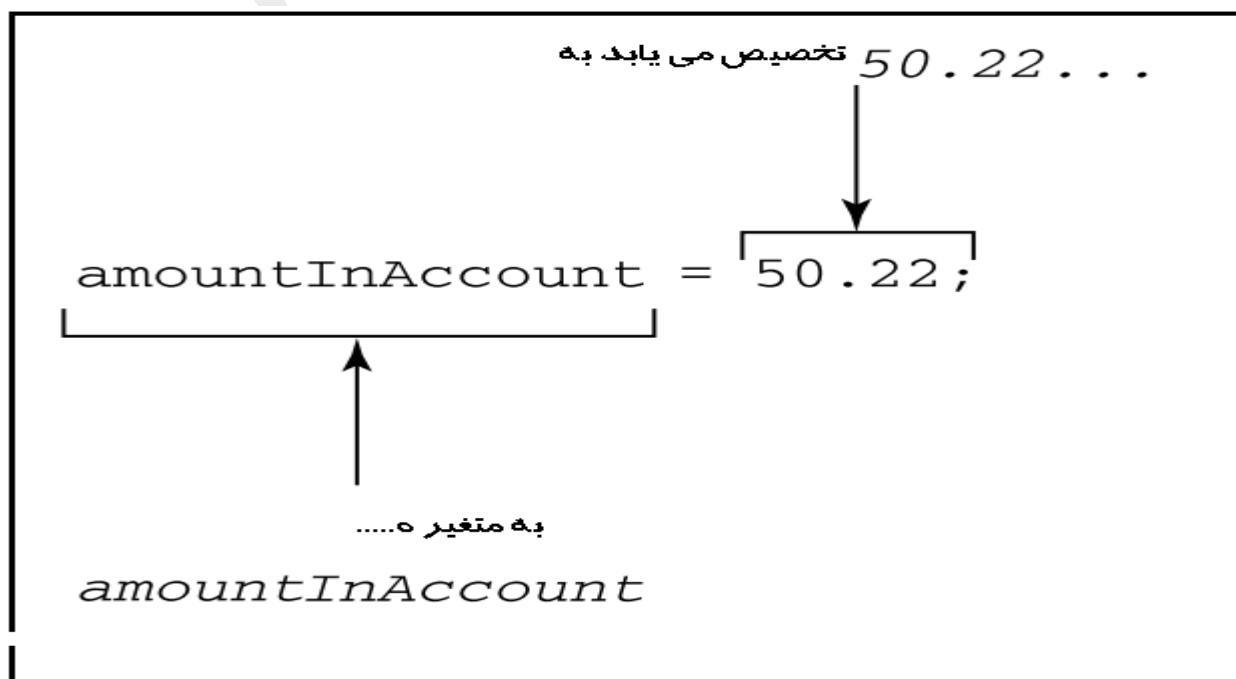 تخصیص می یابد به 50.22...
amountInAccount = 50.22;
به متغیر ه.....
amountInAccount